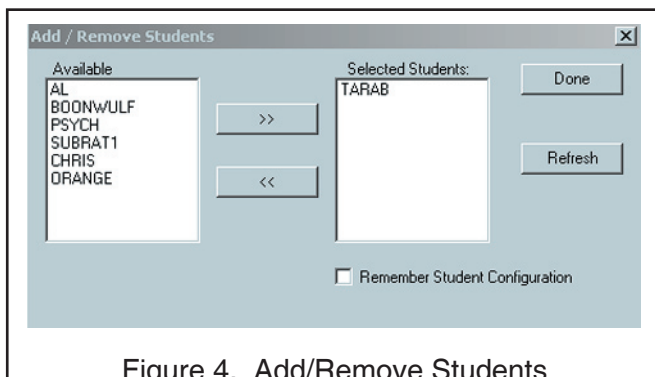 Add / Remove Students
Available
AL
BOONWULF
PSYCH
SUBRAT1
CHRIS
ORANGE
>>
<<
Selected Students:
TARAB
Done
Refresh
Remember Student Configuration
Figure 4. Add/Remove Students